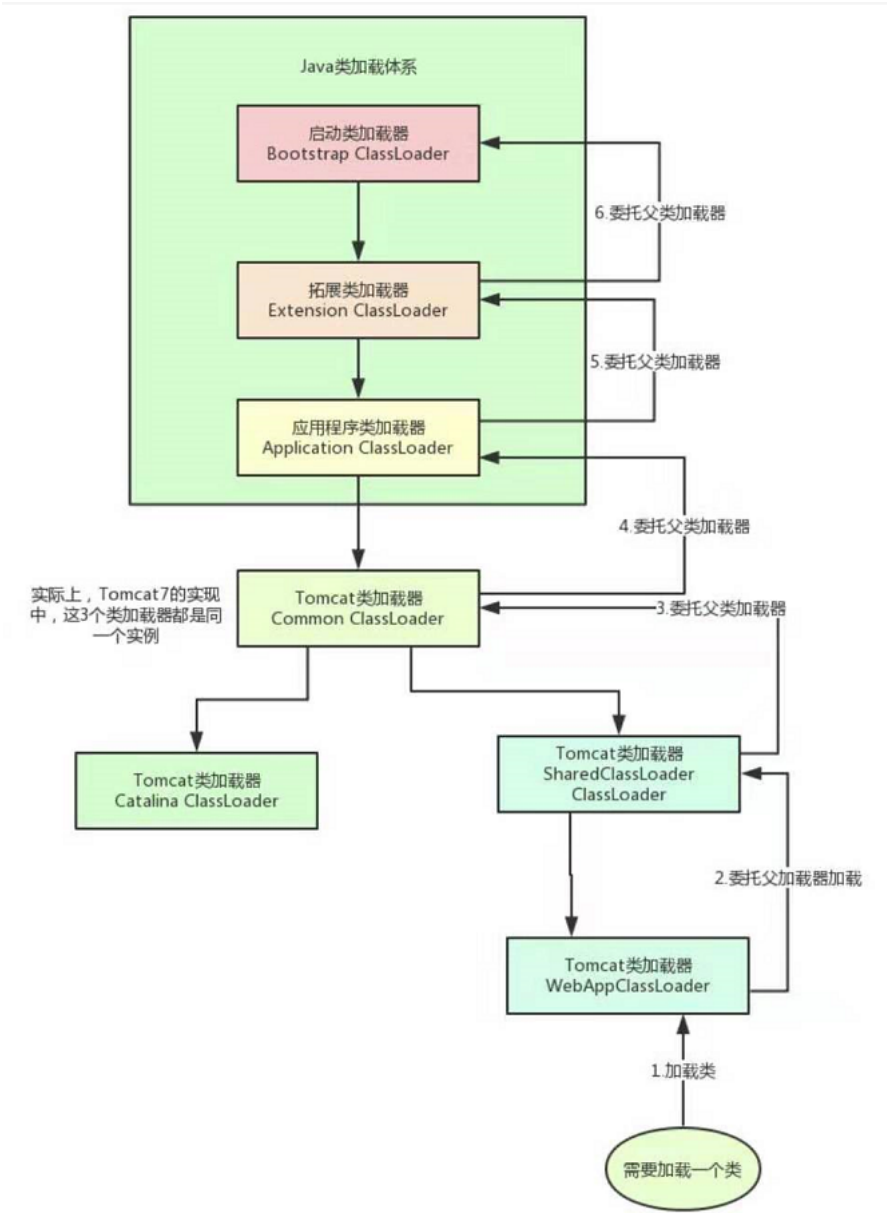 Java类加载体系
启动类加载器
Bootstrap ClassLoader
6.委托父类加载器
拓展类加载器
Extension ClassLoader
5.委托父类加载器
应用程序类加载器
Application ClassLoader
4.委托父类加载器
实际上，Tomcat7的实现
中，这3个类加载器都是同
一个实例
Tomcat类加载器
Common ClassLoader
3.委托父类加载器
Tomcat类加载器
Catalina ClassLoader
Tomcat类加载器
SharedClassLoader
ClassLoader
2.委托父加载器加载
Tomcat类加载器
WebAppClassLoader
1.加载类
需要加载一个类